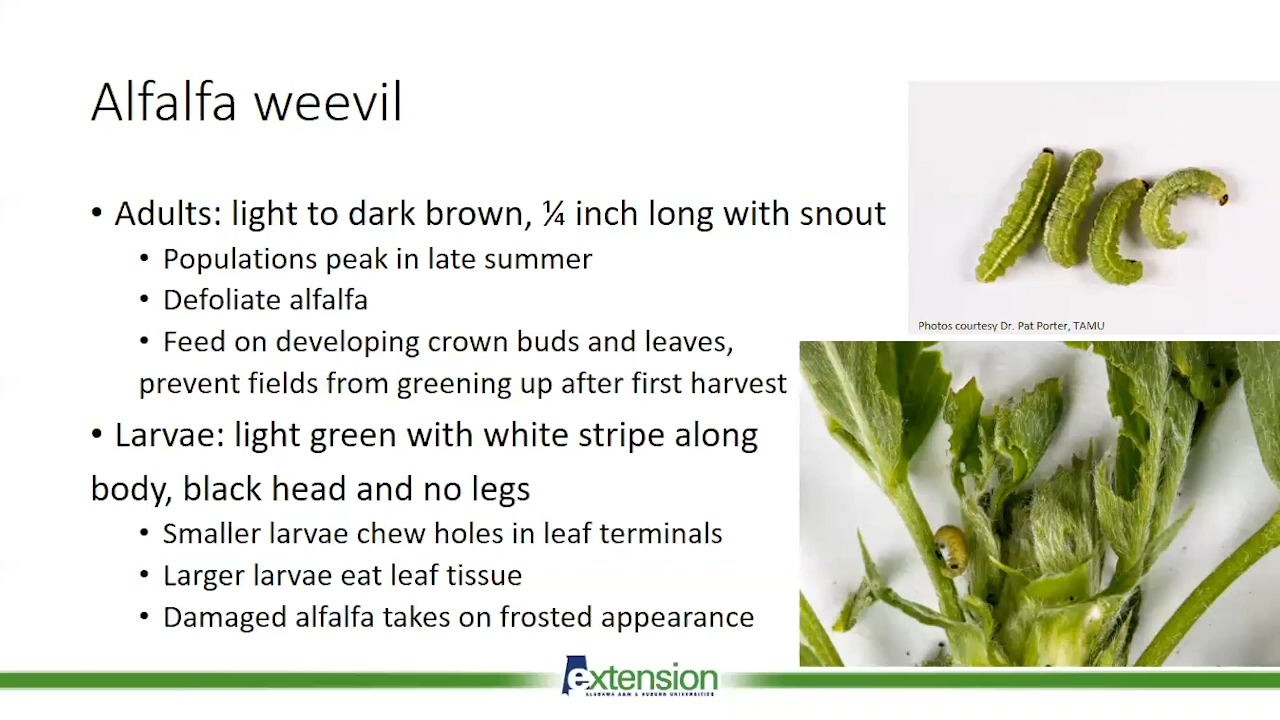 Alfalfa weevil
• Adults: light to dark brown, ¼ inch long with snout
• Populations peak in late summer
• Defoliate alfalfa
• Feed on developing crown buds and leaves,
prevent fields from greening up after first harvest
• Larvae: light green with white stripe along
body, black head and no legs
• Smaller larvae chew holes in leaf terminals
• Larger larvae eat leaf tissue
• Damaged alfalfa takes on frosted appearance
Photos courtesy Dr. Pat Porter, TAMU
extension
ALABAMA A&M & AUBURN UNIVERSITIES